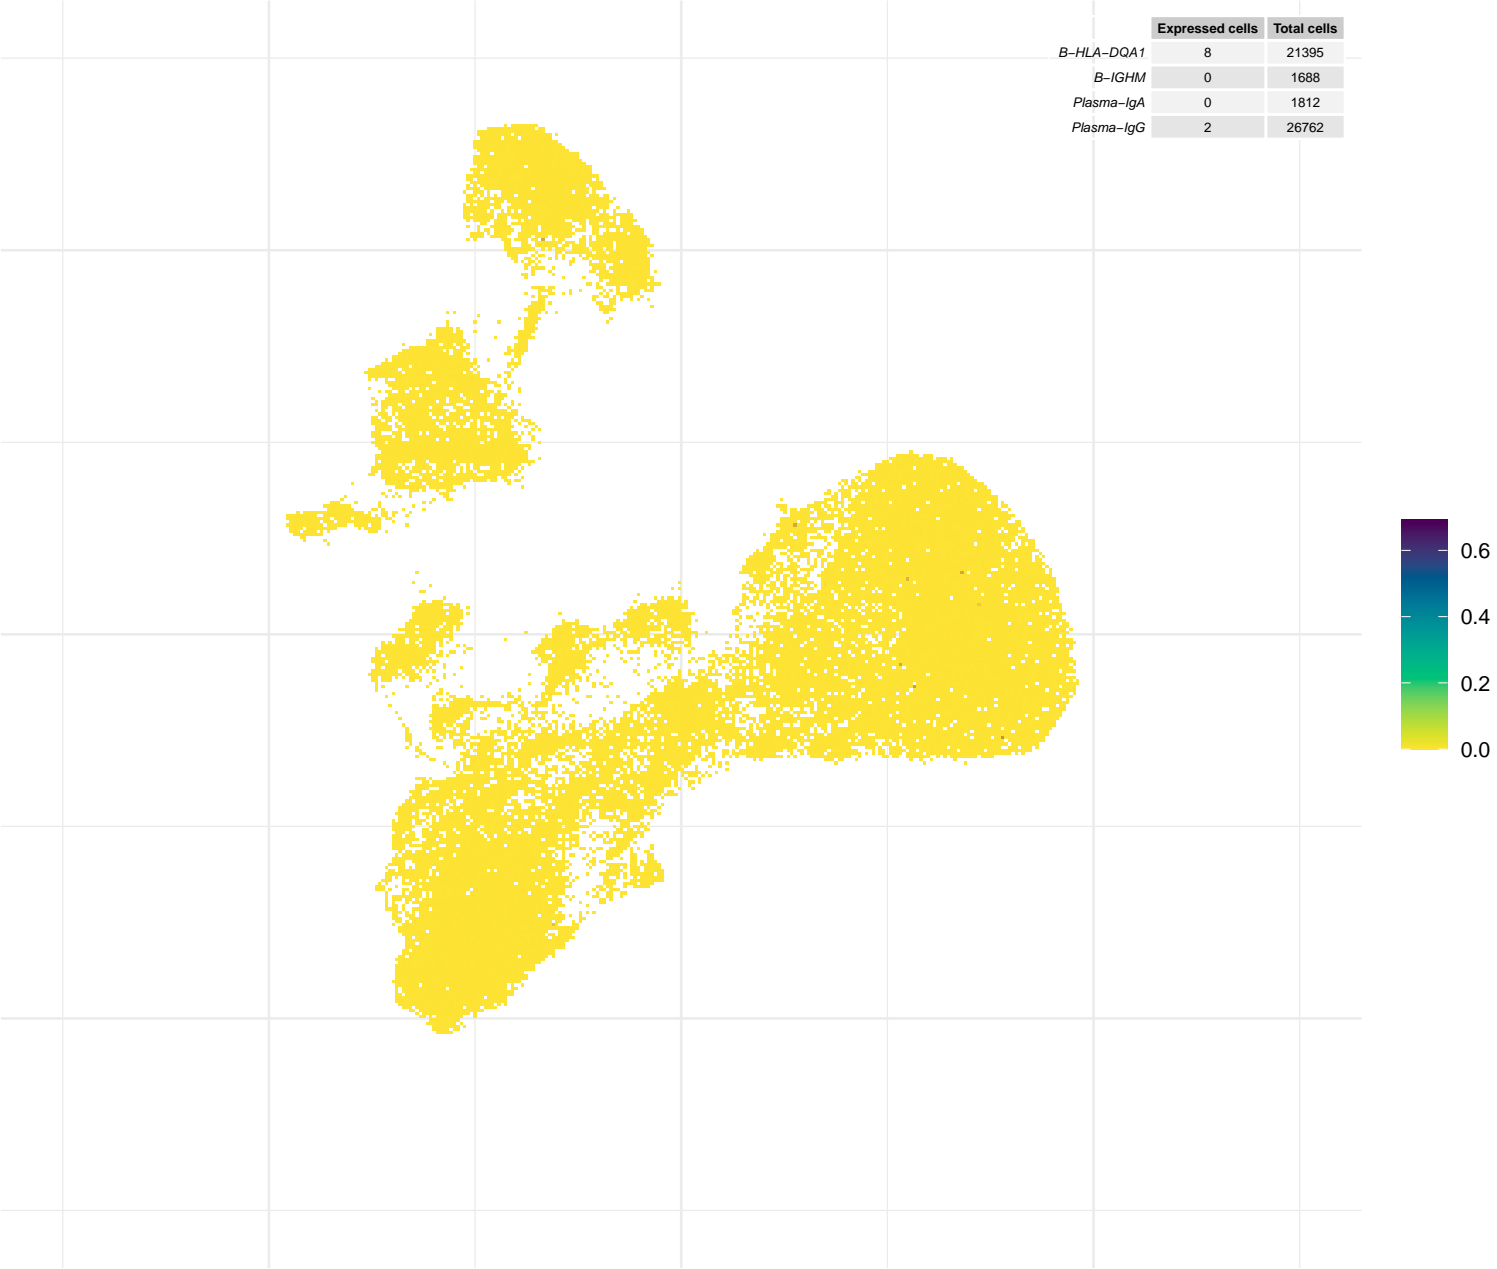 Expressed cells Total cells
B−HLA−DQA1 8 21395
B−IGHM 0 1688
Plasma−IgA 0 1812
Plasma−IgG 2 26762
0.6
0.4
0.2
0.0